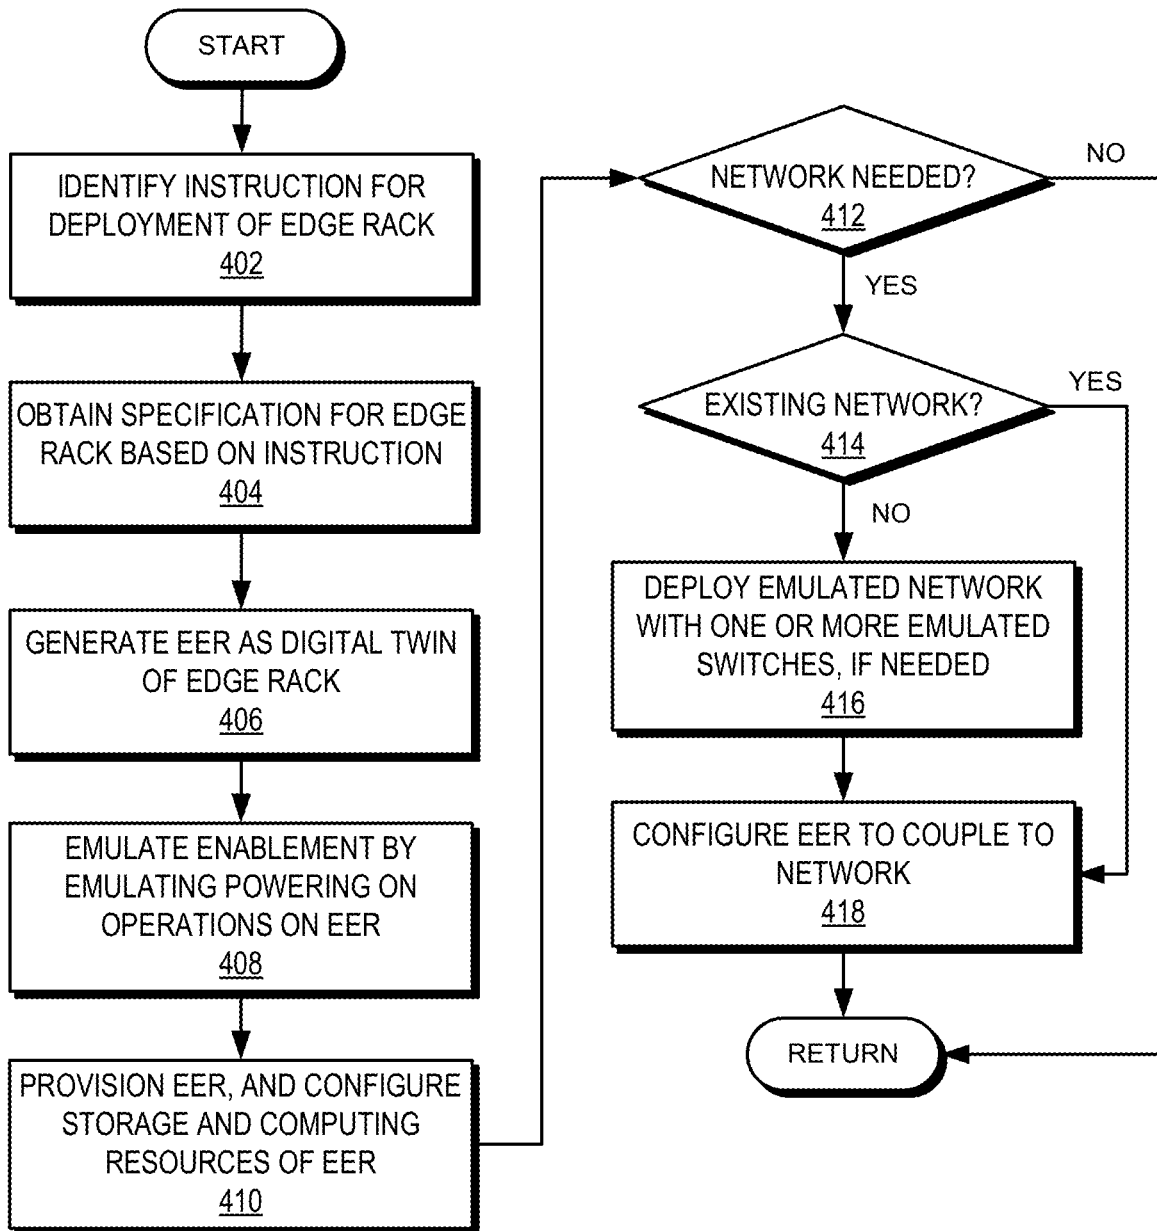 START
IDENTIFY INSTRUCTION FOR
DEPLOYMENT OF EDGE RACK
402
OBTAIN SPECIFICATION FOR EDGE
RACK BASED ON INSTRUCTION
404
GENERATE EER AS DIGITAL TWIN
OF EDGE RACK
406
EMULATE ENABLEMENT BY
EMULATING POWERING ON
OPERATIONS ON EER
408
PROVISION EER, AND CONFIGURE
STORAGE AND COMPUTING
RESOURCES OF EER
410
NETWORK NEEDED?
412
NO
YES
EXISTING NETWORK?
414
YES
NO
DEPLOY EMULATED NETWORK
WITH ONE OR MORE EMULATED
SWITCHES, IF NEEDED
416
CONFIGURE EER TO COUPLE TO
NETWORK
418
RETURN